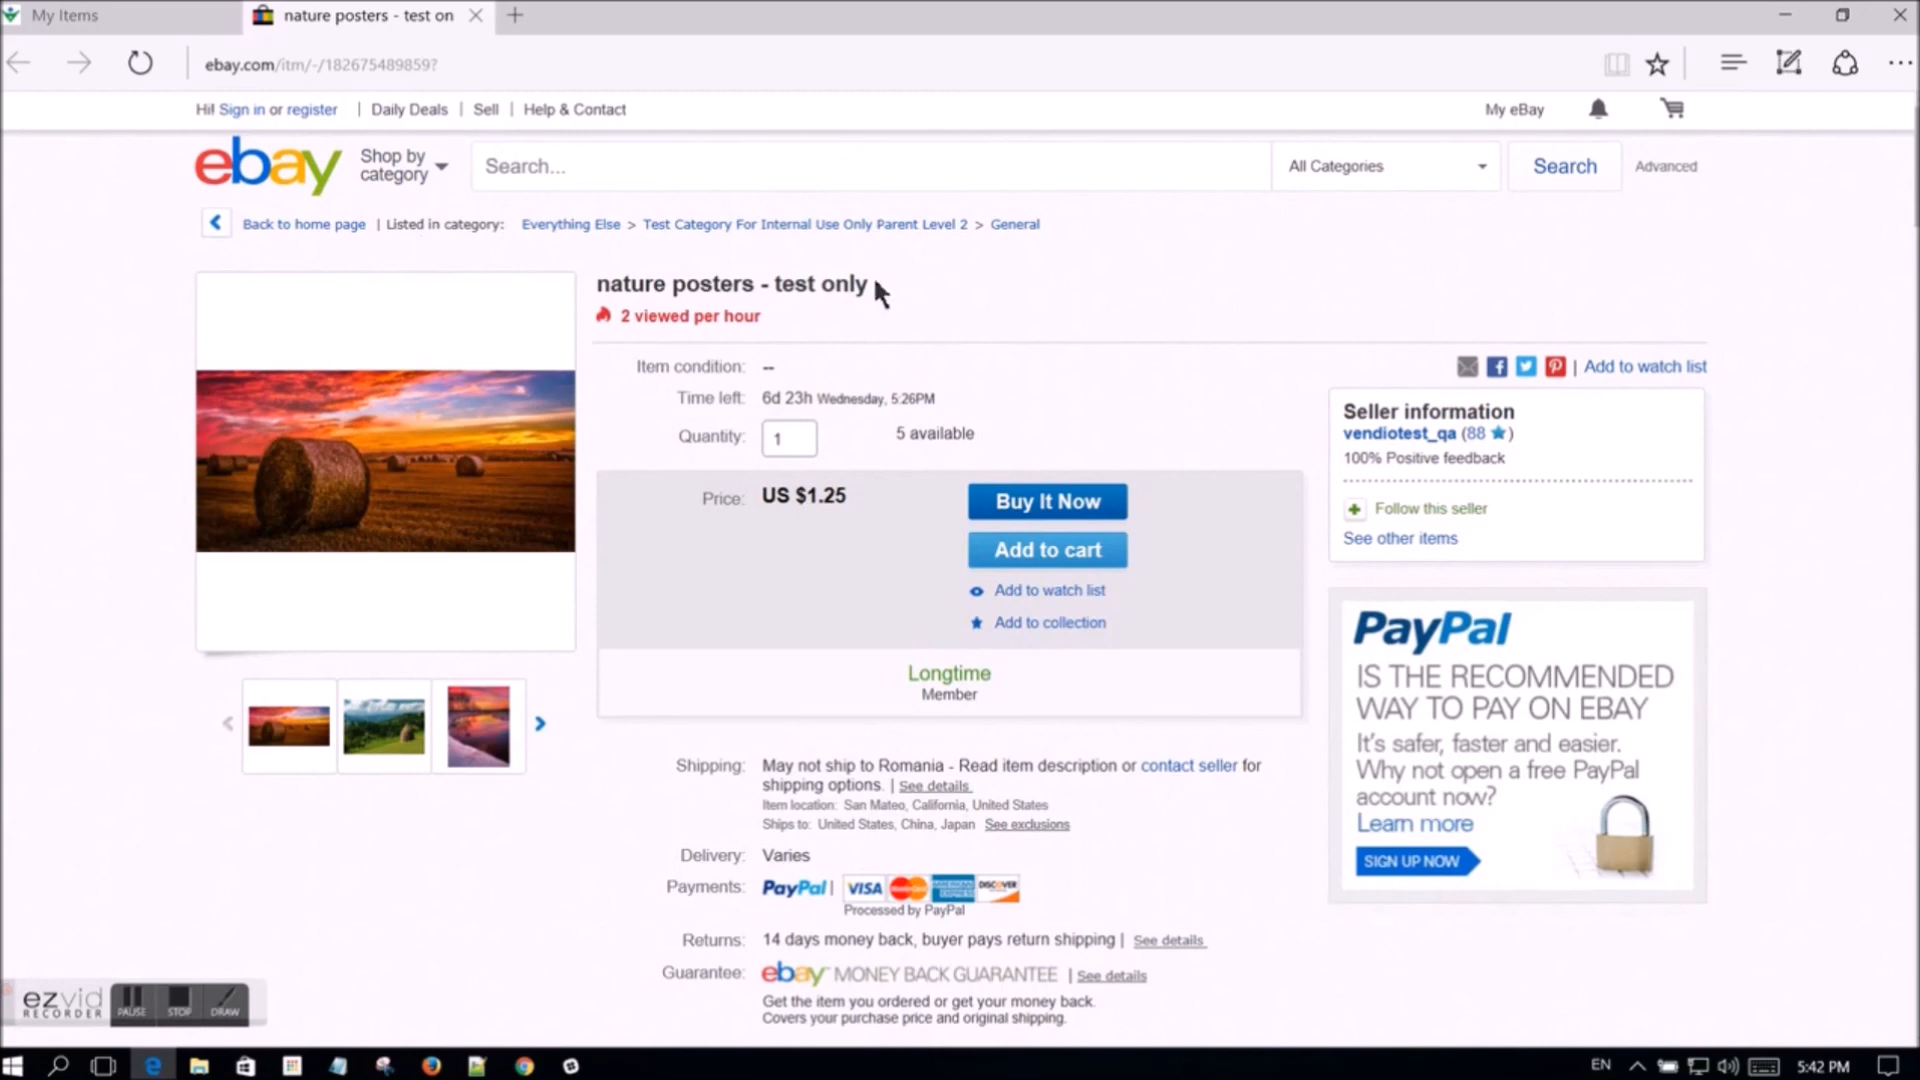 My Items
nature posters - test on
ebay.com/itm/-/182675489859?
Hi! Sign in or register | Daily Deals | Sell | Help & Contact
My eBay
ebay
Shop by
category
Search...
All Categories
Search
Advanced
Back to home page | Listed in category: Everything Else > Test Category For Internal Use Only Parent Level 2 > General
nature posters - test only
2 viewed per hour
Item condition: --
Time left: 6d 23h Wednesday, 5:26PM
Quantity: 1 5 available
Price: US $1.25
Buy It Now
Add to cart
Add to watch list
Add to collection
Longtime
Member
Shipping: May not ship to Romania - Read item description or contact seller for
shipping options. | See details
Item location: San Mateo, California, United States
Ships to: United States, China, Japan See exclusions
Delivery: Varies
Payments: PayPal | VISA MasterCard AMERICAN EXPRESS DISCOVER
Processed by PayPal
Returns: 14 days money back, buyer pays return shipping | See details
Guarantee: ebay MONEY BACK GUARANTEE | See details
Get the item you ordered or get your money back.
Covers your purchase price and original shipping.
| Add to watch list
Seller information
vendiotest_qa (88 ★)
100% Positive feedback
Follow this seller
See other items
PayPal
IS THE RECOMMENDED
WAY TO PAY ON EBAY
It's safer, faster and easier.
Why not open a free PayPal
account now?
Learn more
SIGN UP NOW
ezvid
RECORDER
PAUSE STOP DRAW
EN
5:42 PM